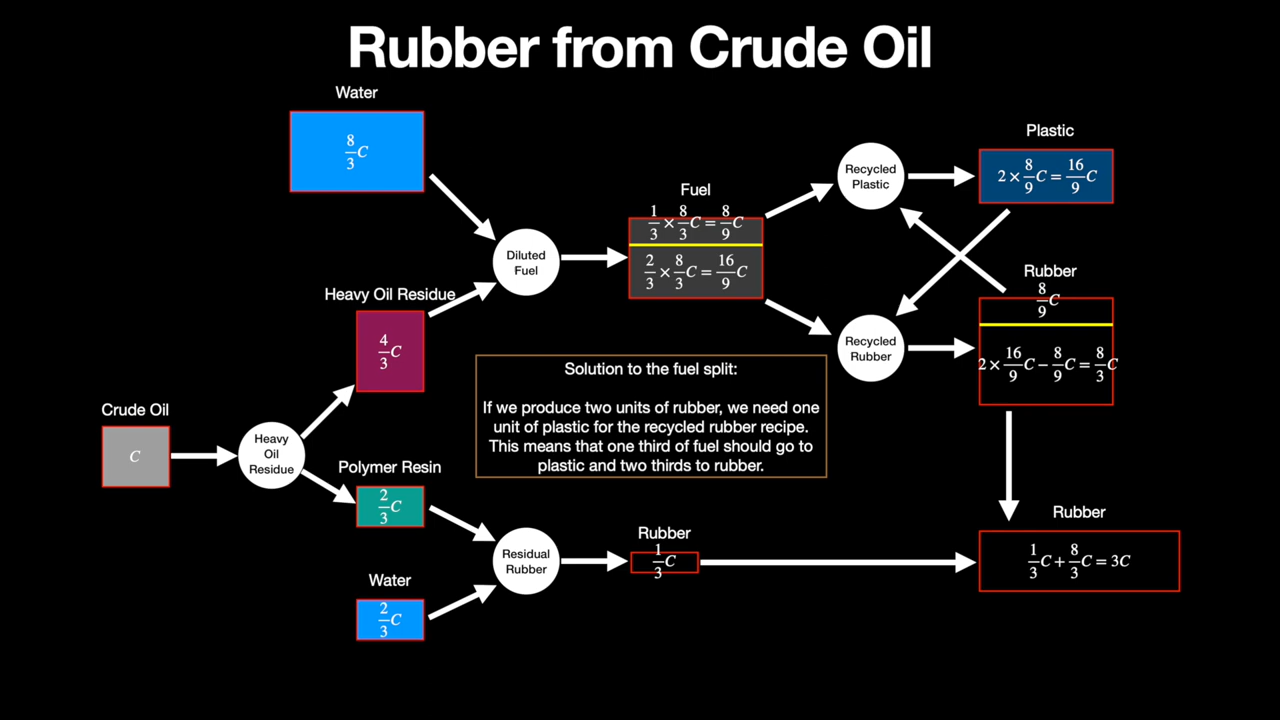 Rubber from Crude Oil
Water
8/3 C
Plastic
2 × 8/9 C = 16/9 C
Recycled
Plastic
Fuel
1/3 × 8/3 C = 8/9 C
2/3 × 8/3 C = 16/9 C
Diluted
Fuel
Rubber
8/9 C
2 × 16/9 C − 8/9 C = 8/3 C
Recycled
Rubber
Heavy Oil Residue
4/3 C
Solution to the fuel split:
If we produce two units of rubber, we need one
unit of plastic for the recycled rubber recipe.
This means that one third of fuel should go to
plastic and two thirds to rubber.
Crude Oil
C
Heavy
Oil
Residue
Polymer Resin
2/3 C
Residual
Rubber
Rubber
1/3 C
Rubber
1/3 C + 8/3 C = 3C
Water
2/3 C